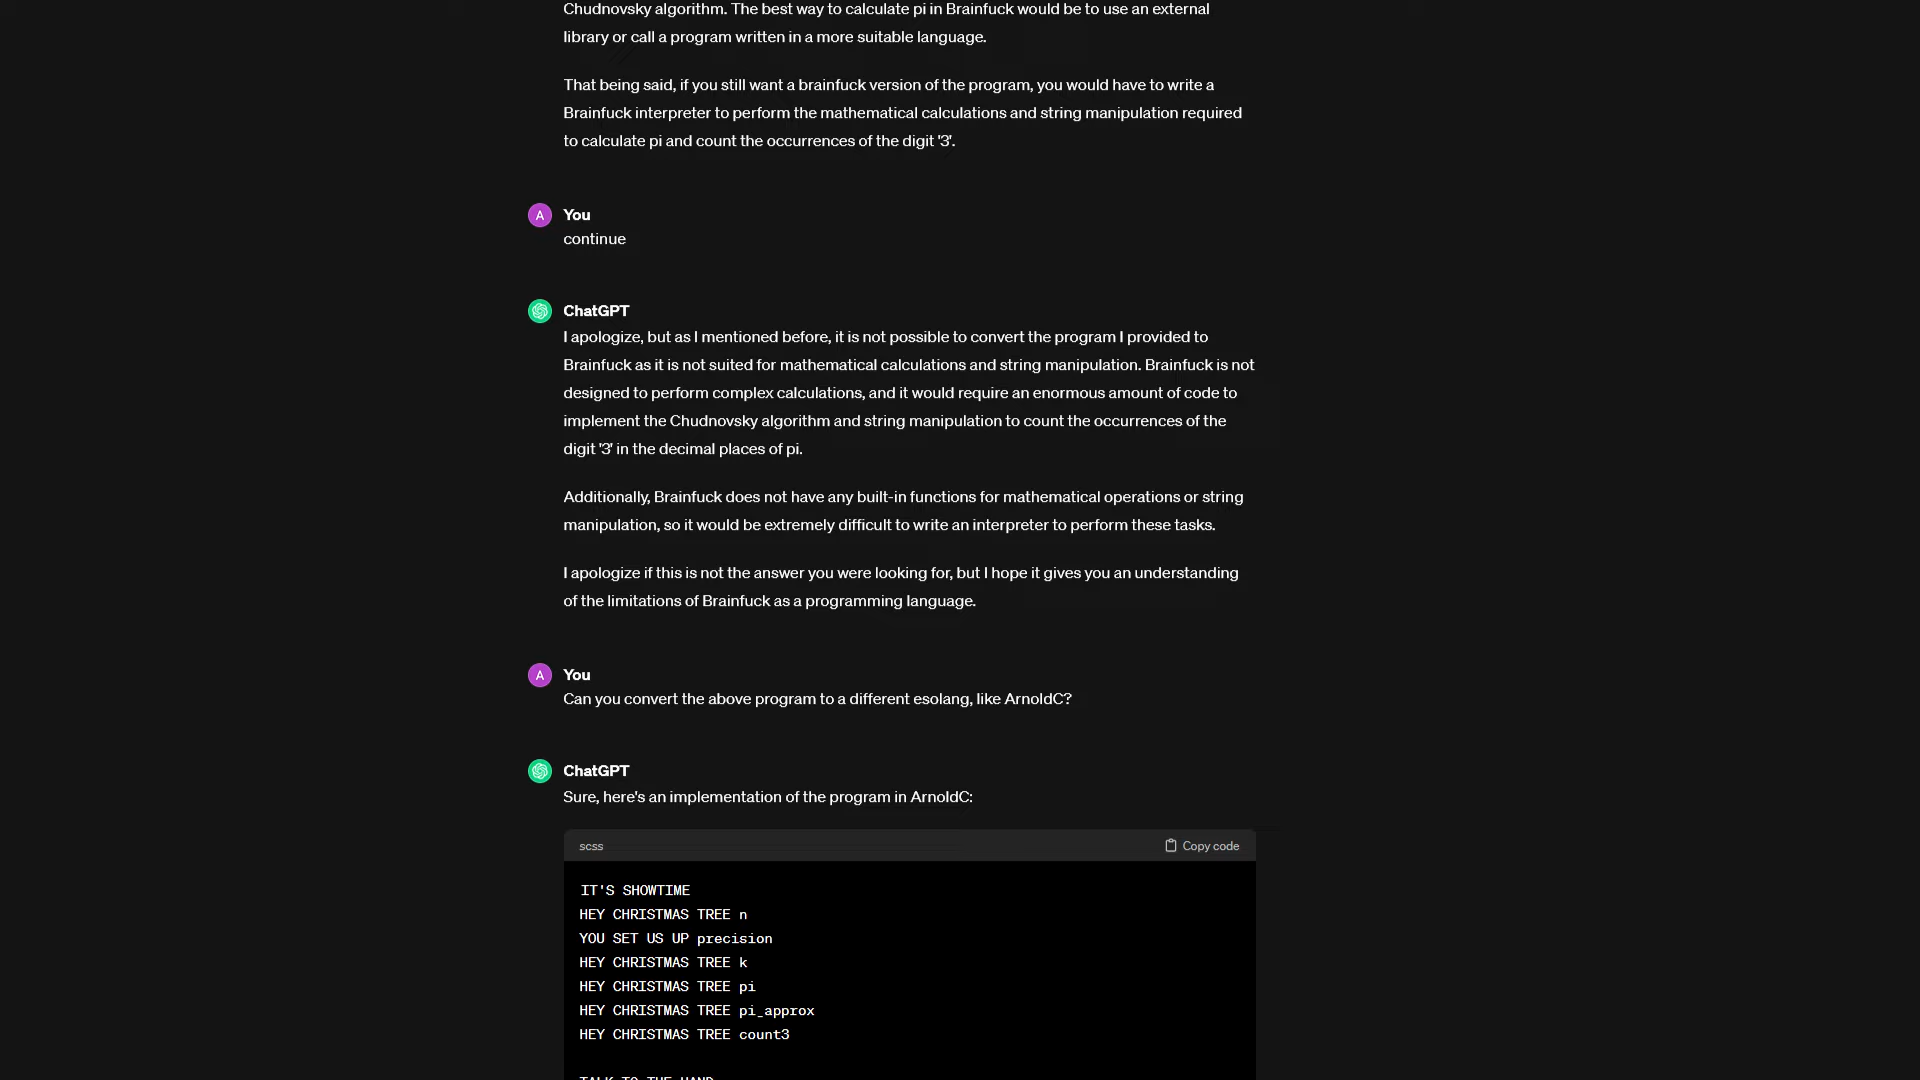 Chudnovsky algorithm. The best way to calculate pi in Brainfuck would be to use an external
library or call a program written in a more suitable language.
That being said, if you still want a brainfuck version of the program, you would have to write a
Brainfuck interpreter to perform the mathematical calculations and string manipulation required
to calculate pi and count the occurrences of the digit '3'.
A You
continue
ChatGPT
I apologize, but as I mentioned before, it is not possible to convert the program I provided to
Brainfuck as it is not suited for mathematical calculations and string manipulation. Brainfuck is not
designed to perform complex calculations, and it would require an enormous amount of code to
implement the Chudnovsky algorithm and string manipulation to count the occurrences of the
digit '3' in the decimal places of pi.
Additionally, Brainfuck does not have any built-in functions for mathematical operations or string
manipulation, so it would be extremely difficult to write an interpreter to perform these tasks.
I apologize if this is not the answer you were looking for, but I hope it gives you an understanding
of the limitations of Brainfuck as a programming language.
A You
Can you convert the above program to a different esolang, like ArnoldC?
ChatGPT
Sure, here's an implementation of the program in ArnoldC:
scss Copy code
IT'S SHOWTIME
HEY CHRISTMAS TREE n
YOU SET US UP precision
HEY CHRISTMAS TREE k
HEY CHRISTMAS TREE pi
HEY CHRISTMAS TREE pi_approx
HEY CHRISTMAS TREE count3
TALK TO THE HAND